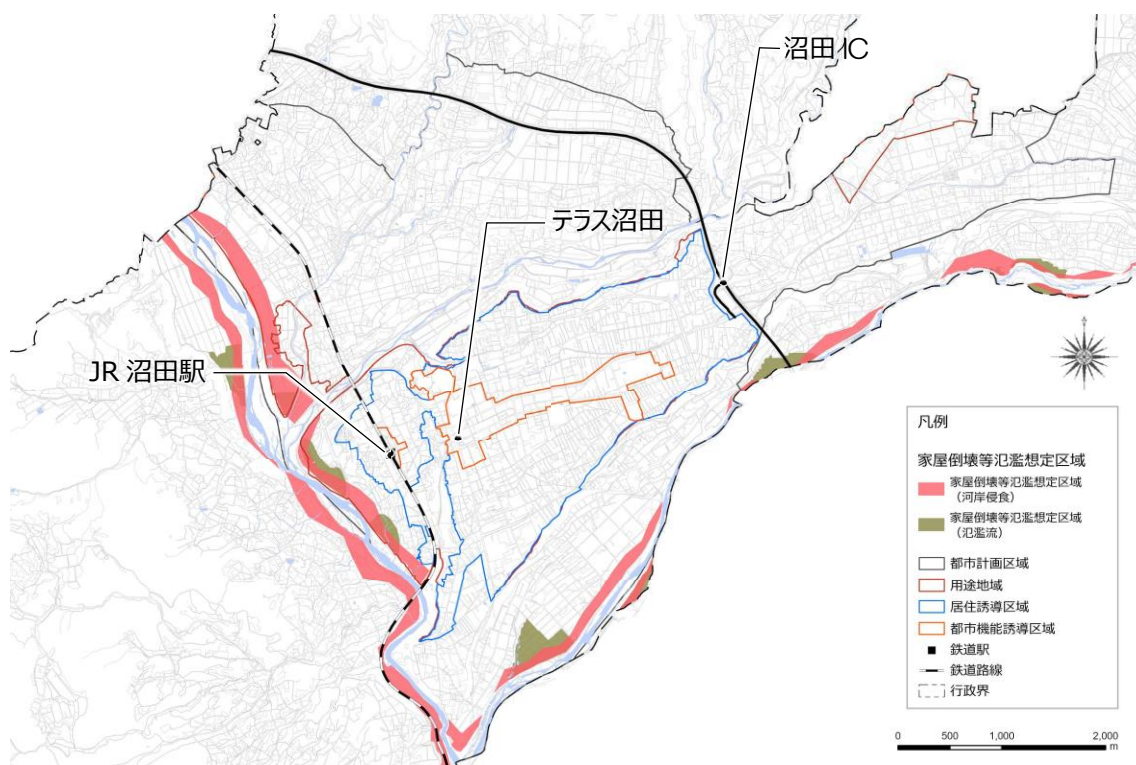 沼田IC
テラス沼田
JR 沼田駅
凡例
家屋倒壊等氾濫想定区域
家屋倒壊等氾濫想定区域
（河岸侵食）
家屋倒壊等氾濫想定区域
（氾濫流）
都市計画区域
用途地域
居住誘導区域
都市機能誘導区域
鉄道駅
鉄道路線
行政界
0 500 1,000 2,000
m